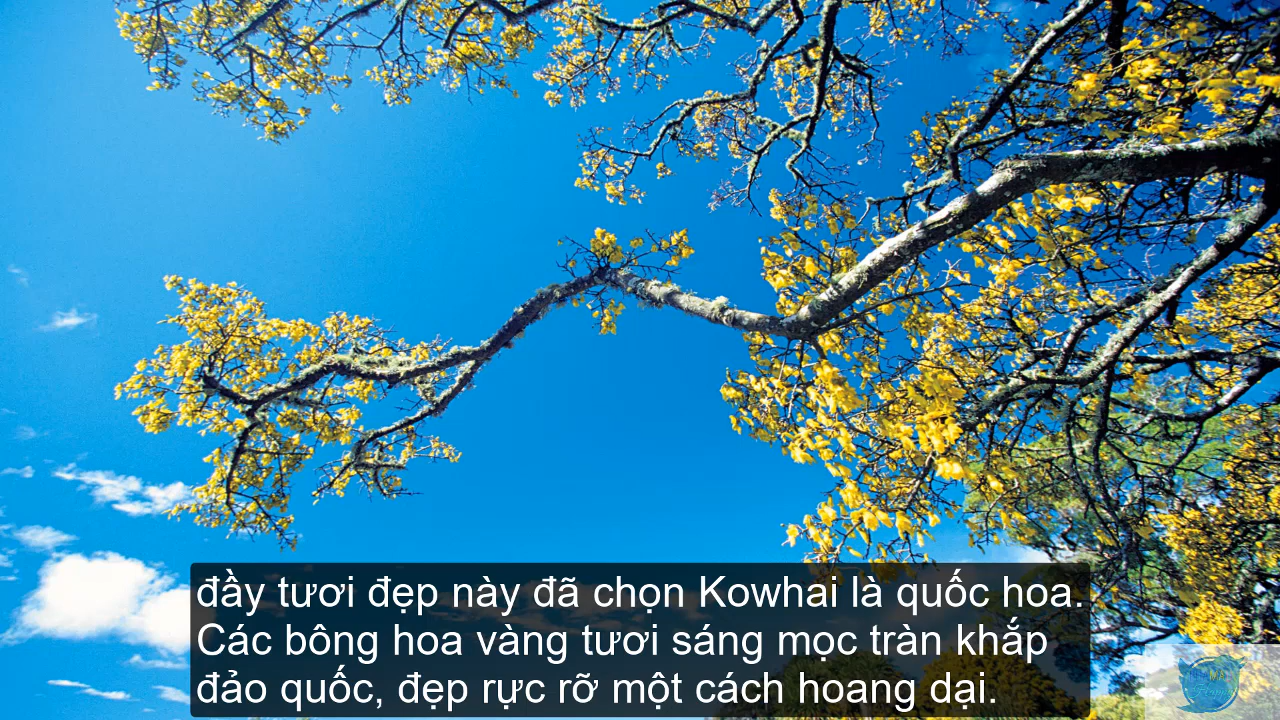 đầy tươi đẹp này đã chọn Kowhai là quốc hoa.
Các bông hoa vàng tươi sáng mọc tràn khắp
đảo quốc, đẹp rực rỡ một cách hoang dại.